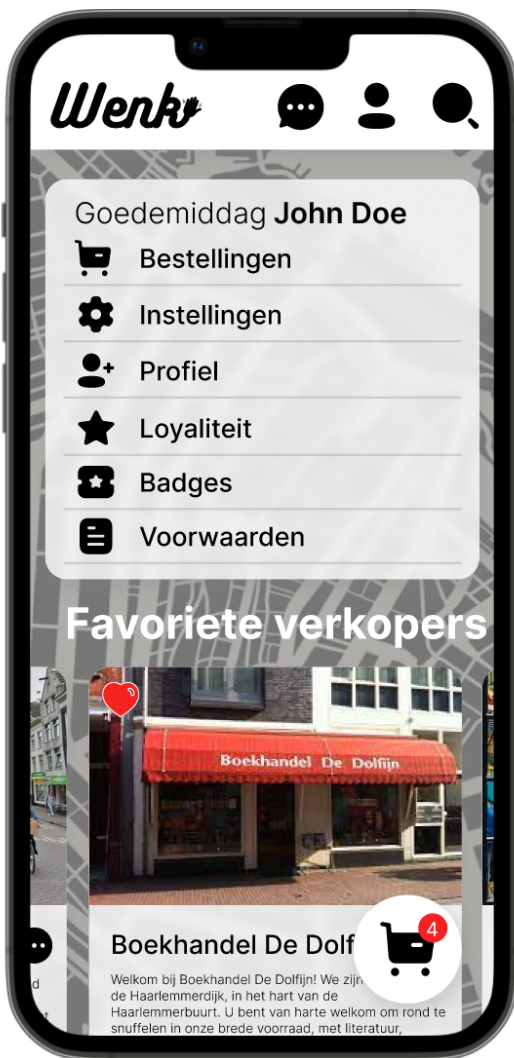 Wenk
Goedemiddag John Doe
Bestellingen
Instellingen
Profiel
Loyaliteit
Badges
Voorwaarden
Favoriete verkopers
Boekhandel De Dolfijn
4
Boekhandel De Dolf
Welkom bij Boekhandel De Dolfijn! We zijn
de Haarlemmerdijk, in het hart van de
Haarlemmerbuurt. U bent van harte welkom om rond te
snuffelen in onze brede voorraad, met literatuur,